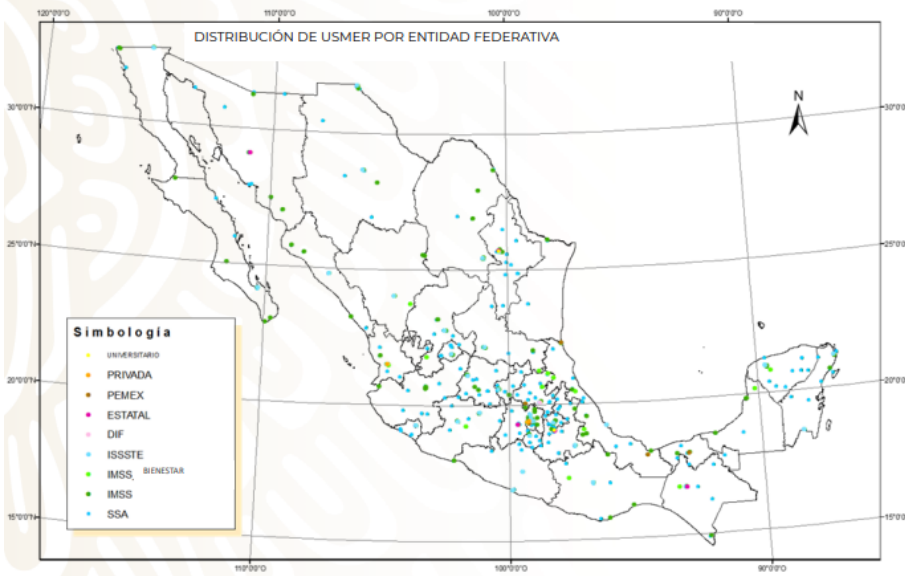 120°0'0"O 110°0'0"O 100°0'0"O 90°0'0"O
DISTRIBUCIÓN DE USMER POR ENTIDAD FEDERATIVA
N
30°0'0"N 30°0'0"N
25°0'0"N 25°0'0"N
Simbología
UNIVERSITARIO
PRIVADA
PEMEX
ESTATAL
DIF
ISSSTE
IMSS BIENESTAR
IMSS
SSA
20°0'0"N 20°0'0"N
15°0'0"N 15°0'0"N
110°0'0"O 100°0'0"O 90°0'0"O